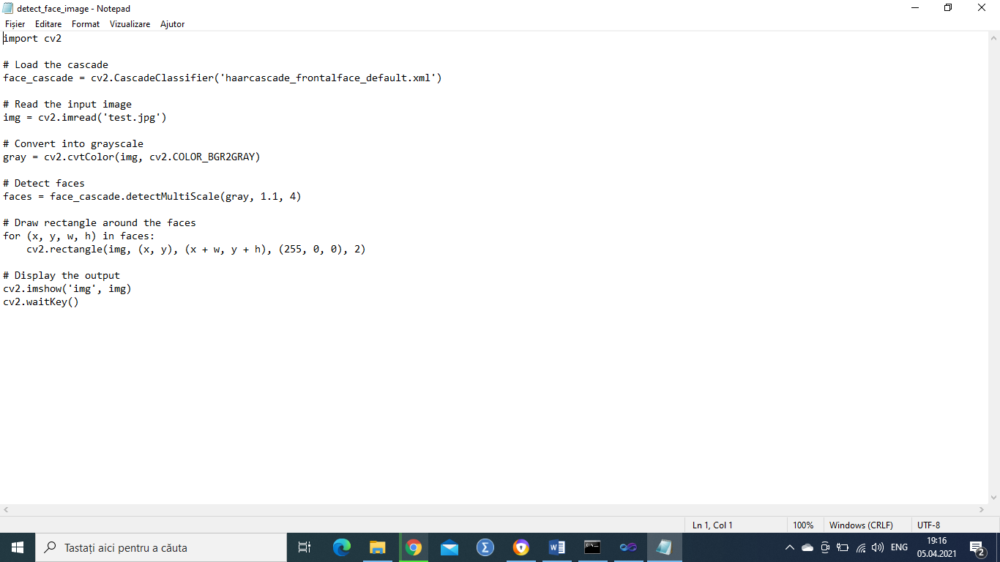 detect_face_image - Notepad
Fișier Editare Format Vizualizare Ajutor
import cv2
# Load the cascade
face_cascade = cv2.CascadeClassifier('haarcascade_frontalface_default.xml')
# Read the input image
img = cv2.imread('test.jpg')
# Convert into grayscale
gray = cv2.cvtColor(img, cv2.COLOR_BGR2GRAY)
# Detect faces
faces = face_cascade.detectMultiScale(gray, 1.1, 4)
# Draw rectangle around the faces
for (x, y, w, h) in faces:
    cv2.rectangle(img, (x, y), (x + w, y + h), (255, 0, 0), 2)
# Display the output
cv2.imshow('img', img)
cv2.waitKey()
Ln 1, Col 1 100% Windows (CRLF) UTF-8
Tastați aici pentru a căuta
ENG
19:16
05.04.2021
2